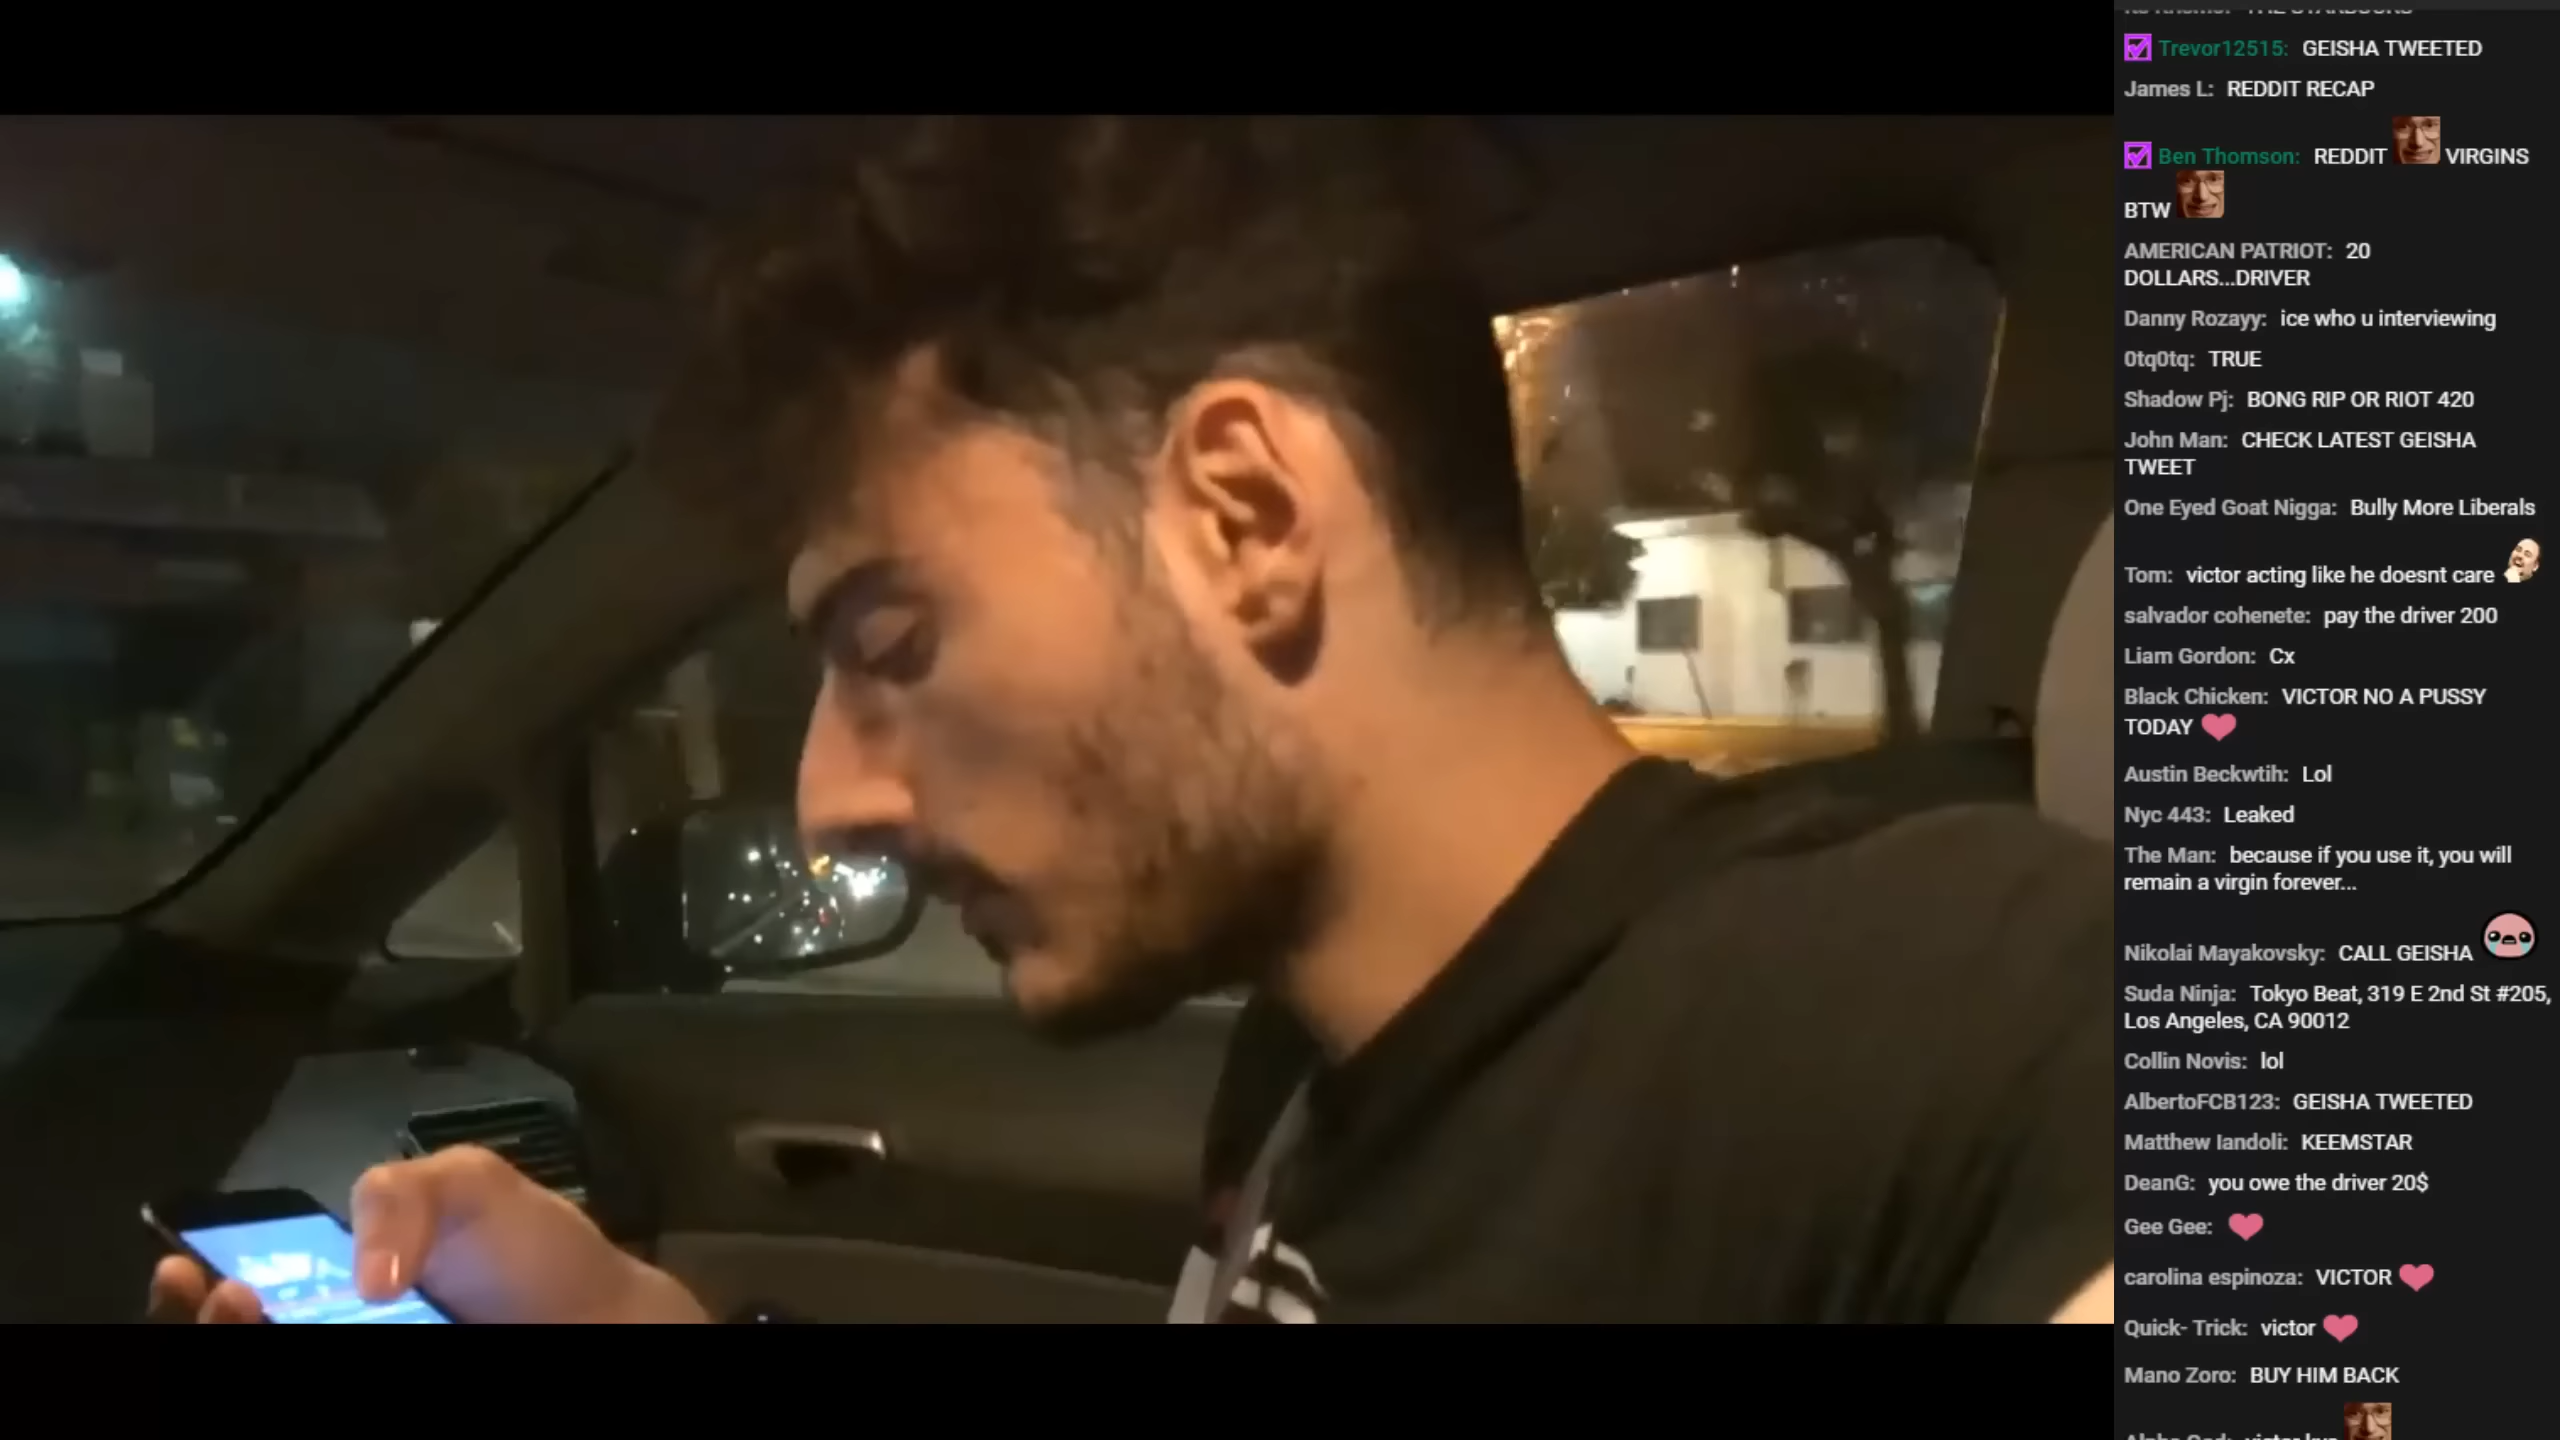 Trevor12515: GEISHA TWEETED
James L: REDDIT RECAP
Ben Thomson: REDDIT VIRGINS
BTW
AMERICAN PATRIOT: 20
DOLLARS...DRIVER
Danny Rozayy: ice who u interviewing
0tq0tq: TRUE
Shadow Pj: BONG RIP OR RIOT 420
John Man: CHECK LATEST GEISHA
TWEET
One Eyed Goat Nigga: Bully More Liberals
Tom: victor acting like he doesnt care
salvador cohenete: pay the driver 200
Liam Gordon: Cx
Black Chicken: VICTOR NO A PUSSY
TODAY
Austin Beckwtih: Lol
Nyc 443: Leaked
The Man: because if you use it, you will
remain a virgin forever...
Nikolai Mayakovsky: CALL GEISHA
Suda Ninja: Tokyo Beat, 319 E 2nd St #205,
Los Angeles, CA 90012
Collin Novis: lol
AlbertoFCB123: GEISHA TWEETED
Matthew Iandoli: KEEMSTAR
DeanG: you owe the driver 20$
Gee Gee:
carolina espinoza: VICTOR
Quick- Trick: victor
Mano Zoro: BUY HIM BACK